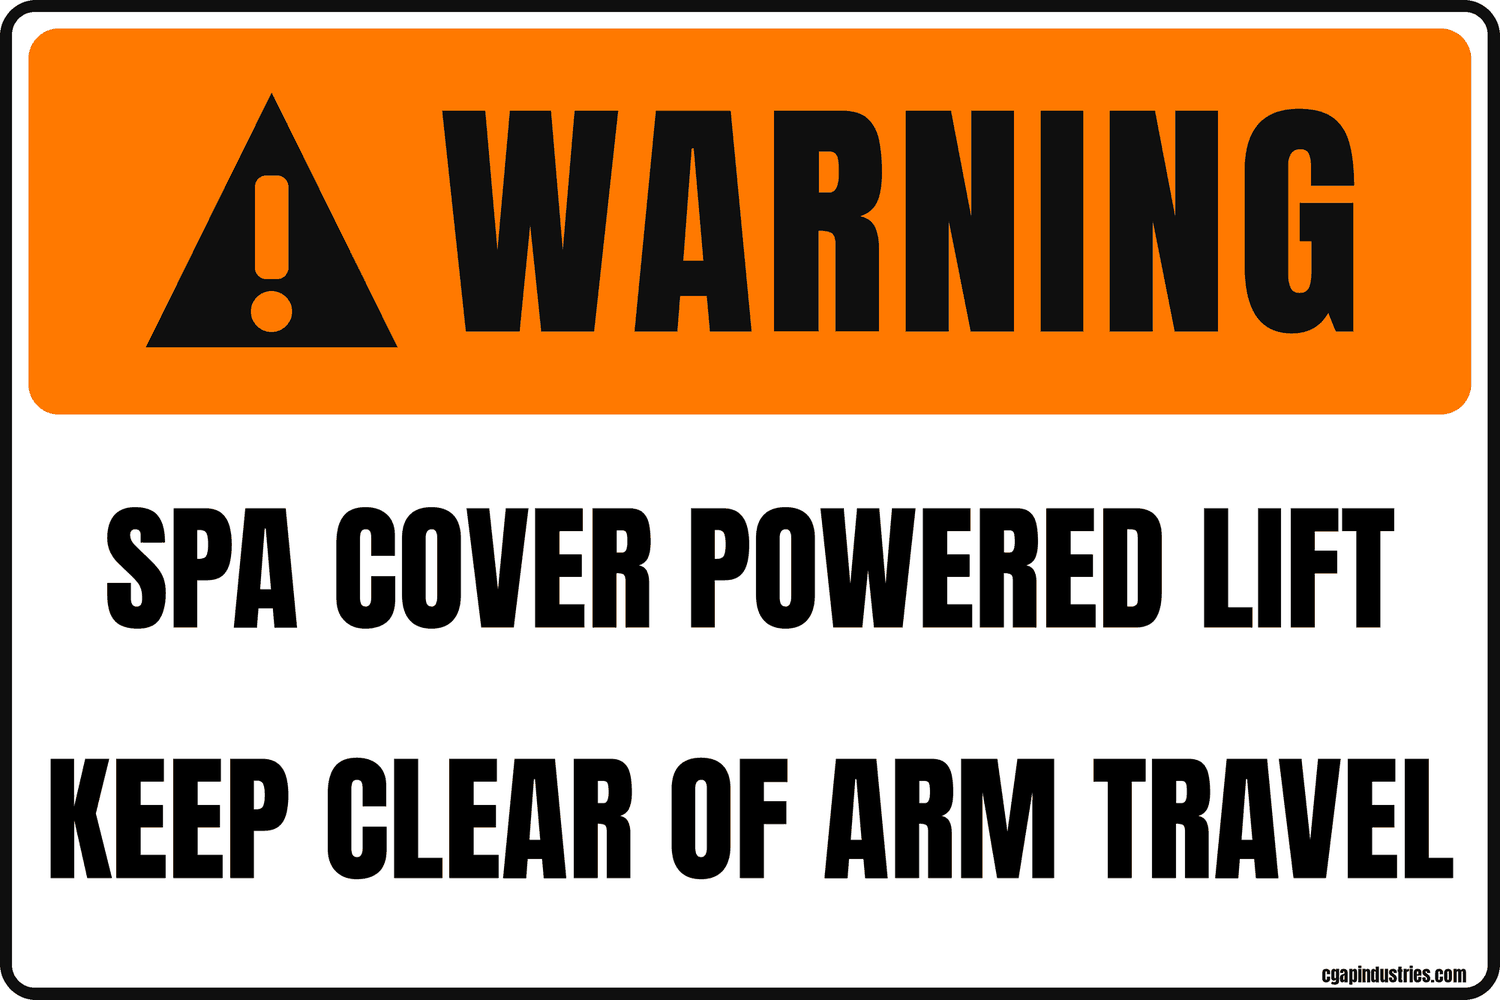 WARNING
SPA COVER POWERED LIFT
KEEP CLEAR OF ARM TRAVEL
cgapindustries.com